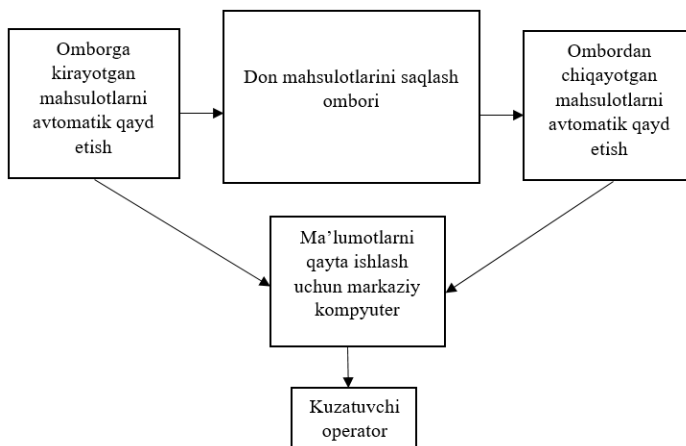 Omborga
kirayotgan
mahsulotlarni
avtomatik qayd
etish
Don mahsulotlarini saqlash
ombori
Ombordan
chiqayotgan
mahsulotlarni
avtomatik qayd
etish
Ma’lumotlarni
qayta ishlash
uchun markaziy
kompyuter
Kuzatuvchi
operator